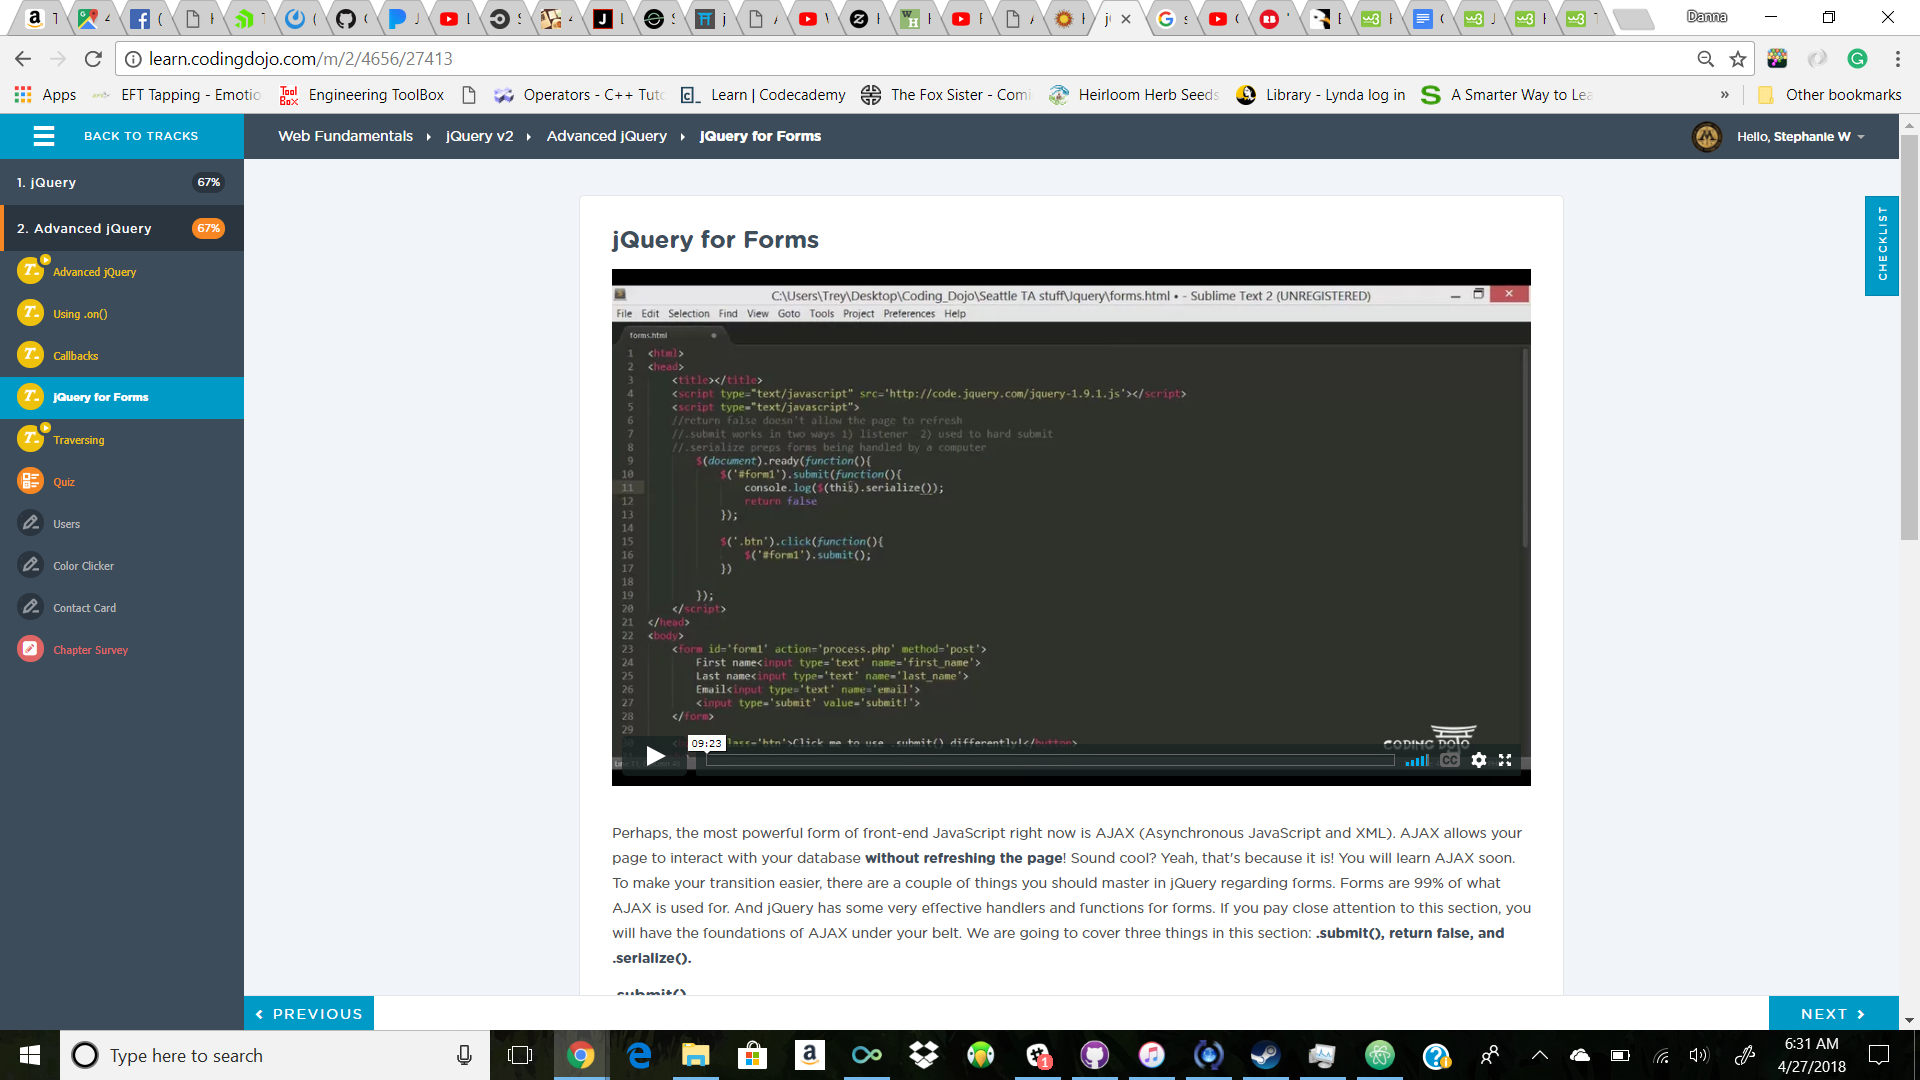 Danna
learn.codingdojo.com/m/2/4656/27413
Apps
EFT Tapping - Emotio
Engineering ToolBox
Operators - C++ Tuto
Learn | Codecademy
The Fox Sister - Comi
Heirloom Herb Seeds
Library - Lynda log in
A Smarter Way to Lea
»
Other bookmarks
BACK TO TRACKS
Web Fundamentals
jQuery v2
Advanced jQuery
jQuery for Forms
Hello, Stephanie W
1. jQuery 67%
2. Advanced jQuery 67%
Advanced jQuery
Using .on()
Callbacks
jQuery for Forms
Traversing
Quiz
Users
Color Clicker
Contact Card
Chapter Survey
CHECKLIST
jQuery for Forms
C:\Users\Trey\Desktop\Coding_Dojo\Seattle TA stuff\Jquery\forms.html • - Sublime Text 2 (UNREGISTERED)
File Edit Selection Find View Goto Tools Project Preferences Help
forms.html
1 <html>
2 <head>
3 <title></title>
4 <script type="text/javascript" src='http://code.jquery.com/jquery-1.9.1.js'></script>
5 <script type="text/javascript">
6 //return false doesn't allow the page to refresh
7 //.submit works in two ways 1) listener 2) used to hard submit
8 //.serialize preps forms being handled by a computer
9 $(document).ready(function(){
10 $('#form1').submit(function(){
11 console.log($(this).serialize());
12 return false
13 });
14
15 $('.btn').click(function(){
16 $('#form1').submit();
17 })
18
19 });
20 </script>
21 </head>
22 <body>
23 <form id='form1' action='process.php' method='post'>
24 First name<input type='text' name='first_name'>
25 Last name<input type='text' name='last_name'>
26 Email<input type='text' name='email'>
27 <input type='submit' value='submit!'>
28 </form>
29
lass='btn'>Click me to use .submit() differently!</button>
09:23
CODING DOJO
CC
Perhaps, the most powerful form of front-end JavaScript right now is AJAX (Asynchronous JavaScript and XML). AJAX allows your
page to interact with your database without refreshing the page! Sound cool? Yeah, that's because it is! You will learn AJAX soon.
To make your transition easier, there are a couple of things you should master in jQuery regarding forms. Forms are 99% of what
AJAX is used for. And jQuery has some very effective handlers and functions for forms. If you pay close attention to this section, you
will have the foundations of AJAX under your belt. We are going to cover three things in this section: .submit(), return false, and
.serialize().
.submit()
PREVIOUS
NEXT
Type here to search
6:31 AM
4/27/2018